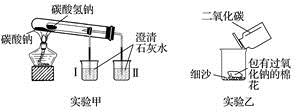 碳酸氢钠
碳酸钠
澄清
石灰水
Ⅰ
Ⅱ
实验甲
二氧化碳
包有过氧
化钠的棉
花
细沙
实验乙